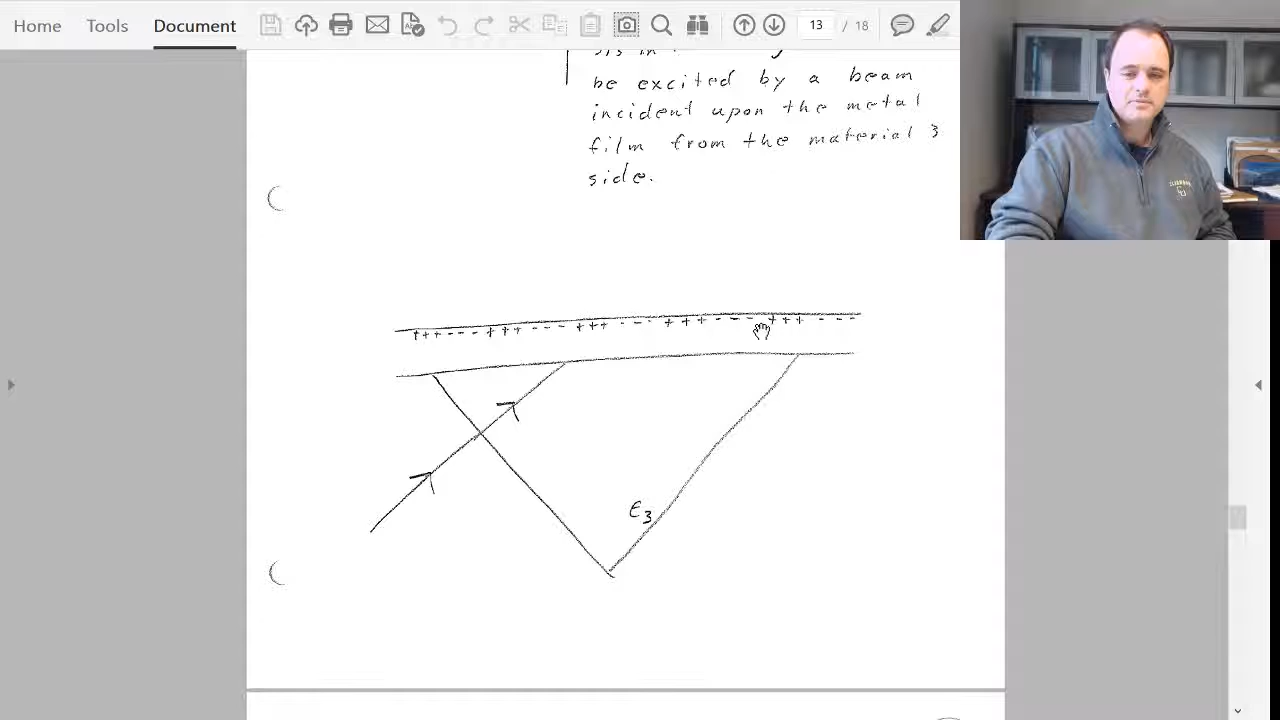 Home Tools Document 13 / 18
be excited by a beam
incident upon the metal
film from the material 3
side.
+++ --- +++ --- +++ --- +++ --- +++ ---
ϵ3